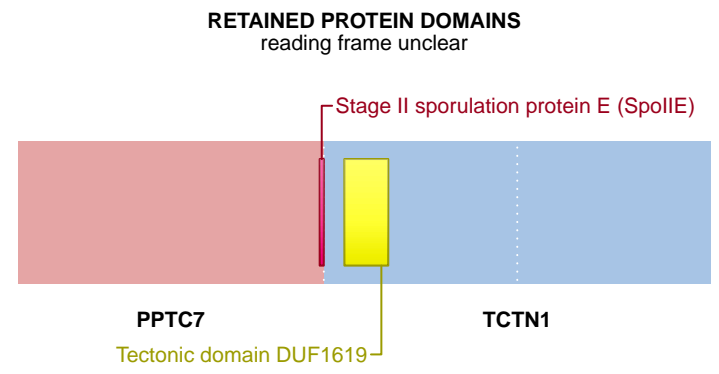 RETAINED PROTEIN DOMAINS
reading frame unclear
Stage II sporulation protein E (SpoIIE)
PPTC7
TCTN1
Tectonic domain DUF1619